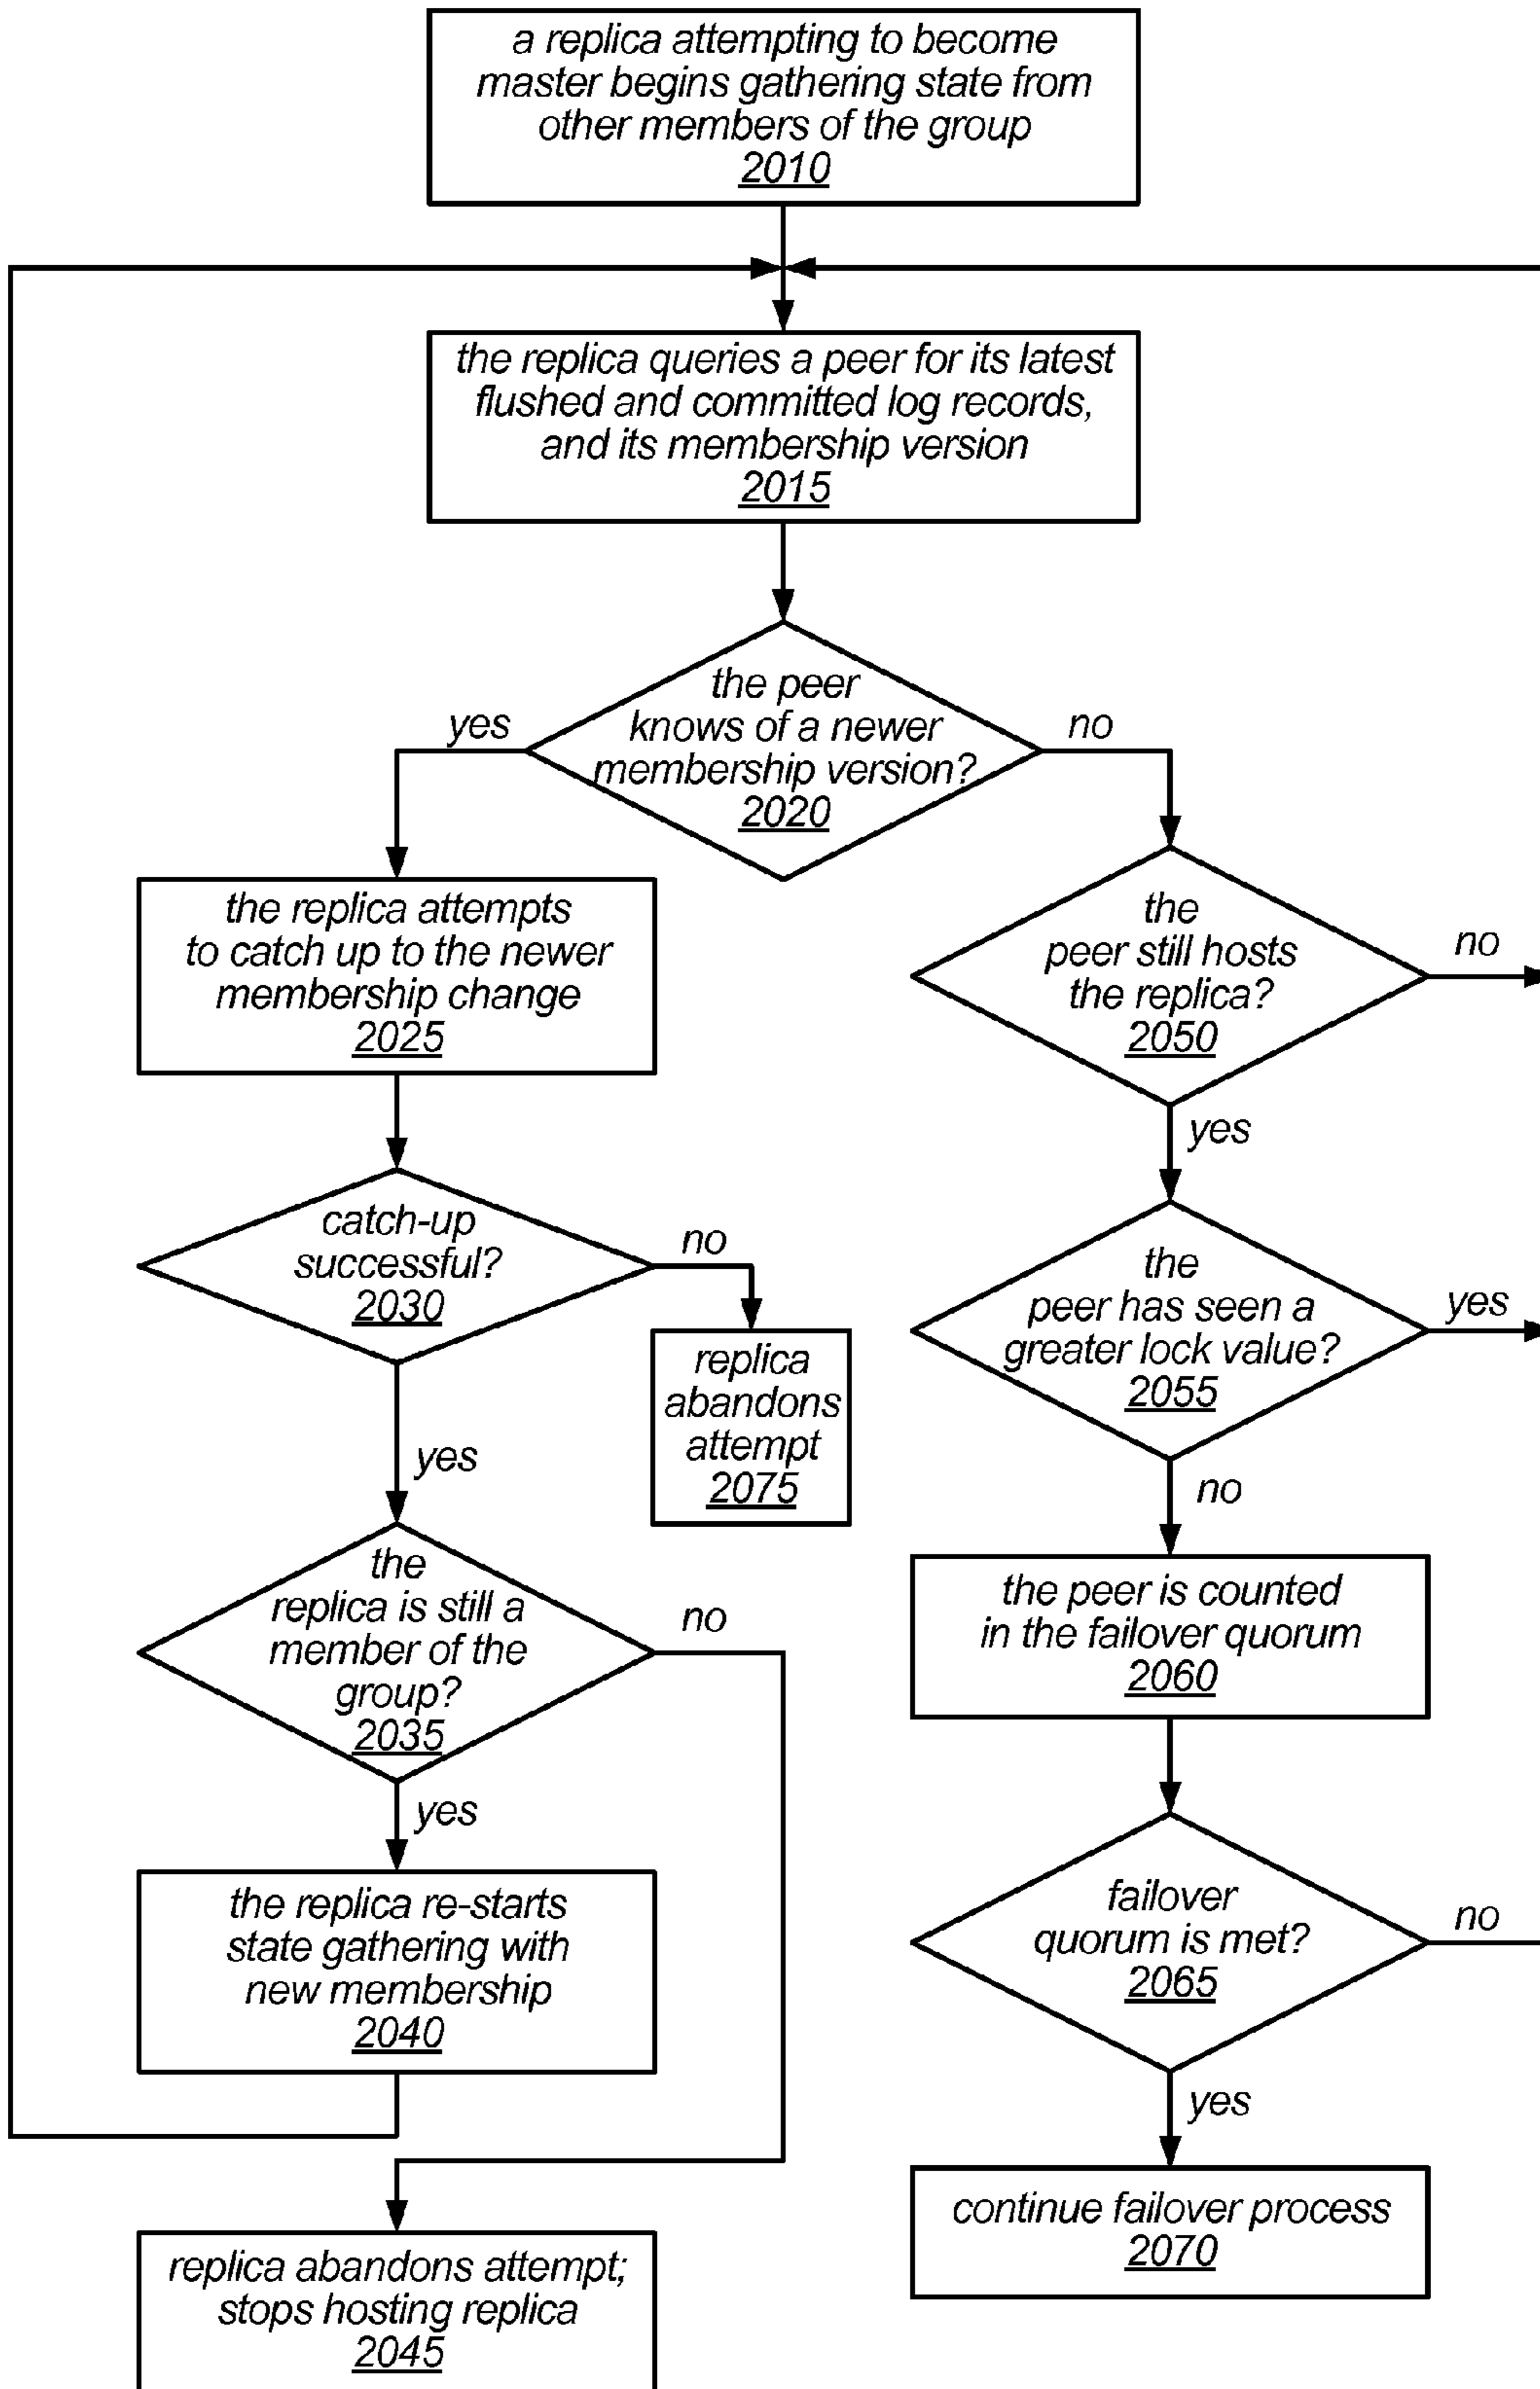 a replica attempting to become
master begins gathering state from
other members of the group
2010
the replica queries a peer for its latest
flushed and committed log records,
and its membership version
2015
the peer
knows of a newer
membership version?
2020
yes
no
the replica attempts
to catch up to the newer
membership change
2025
the
peer still hosts
the replica?
2050
no
yes
catch-up
successful?
2030
no
yes
replica
abandons
attempt
2075
the
peer has seen a
greater lock value?
2055
yes
no
the
replica is still a
member of the
group?
2035
no
yes
the peer is counted
in the failover quorum
2060
the replica re-starts
state gathering with
new membership
2040
failover
quorum is met?
2065
no
yes
replica abandons attempt;
stops hosting replica
2045
continue failover process
2070